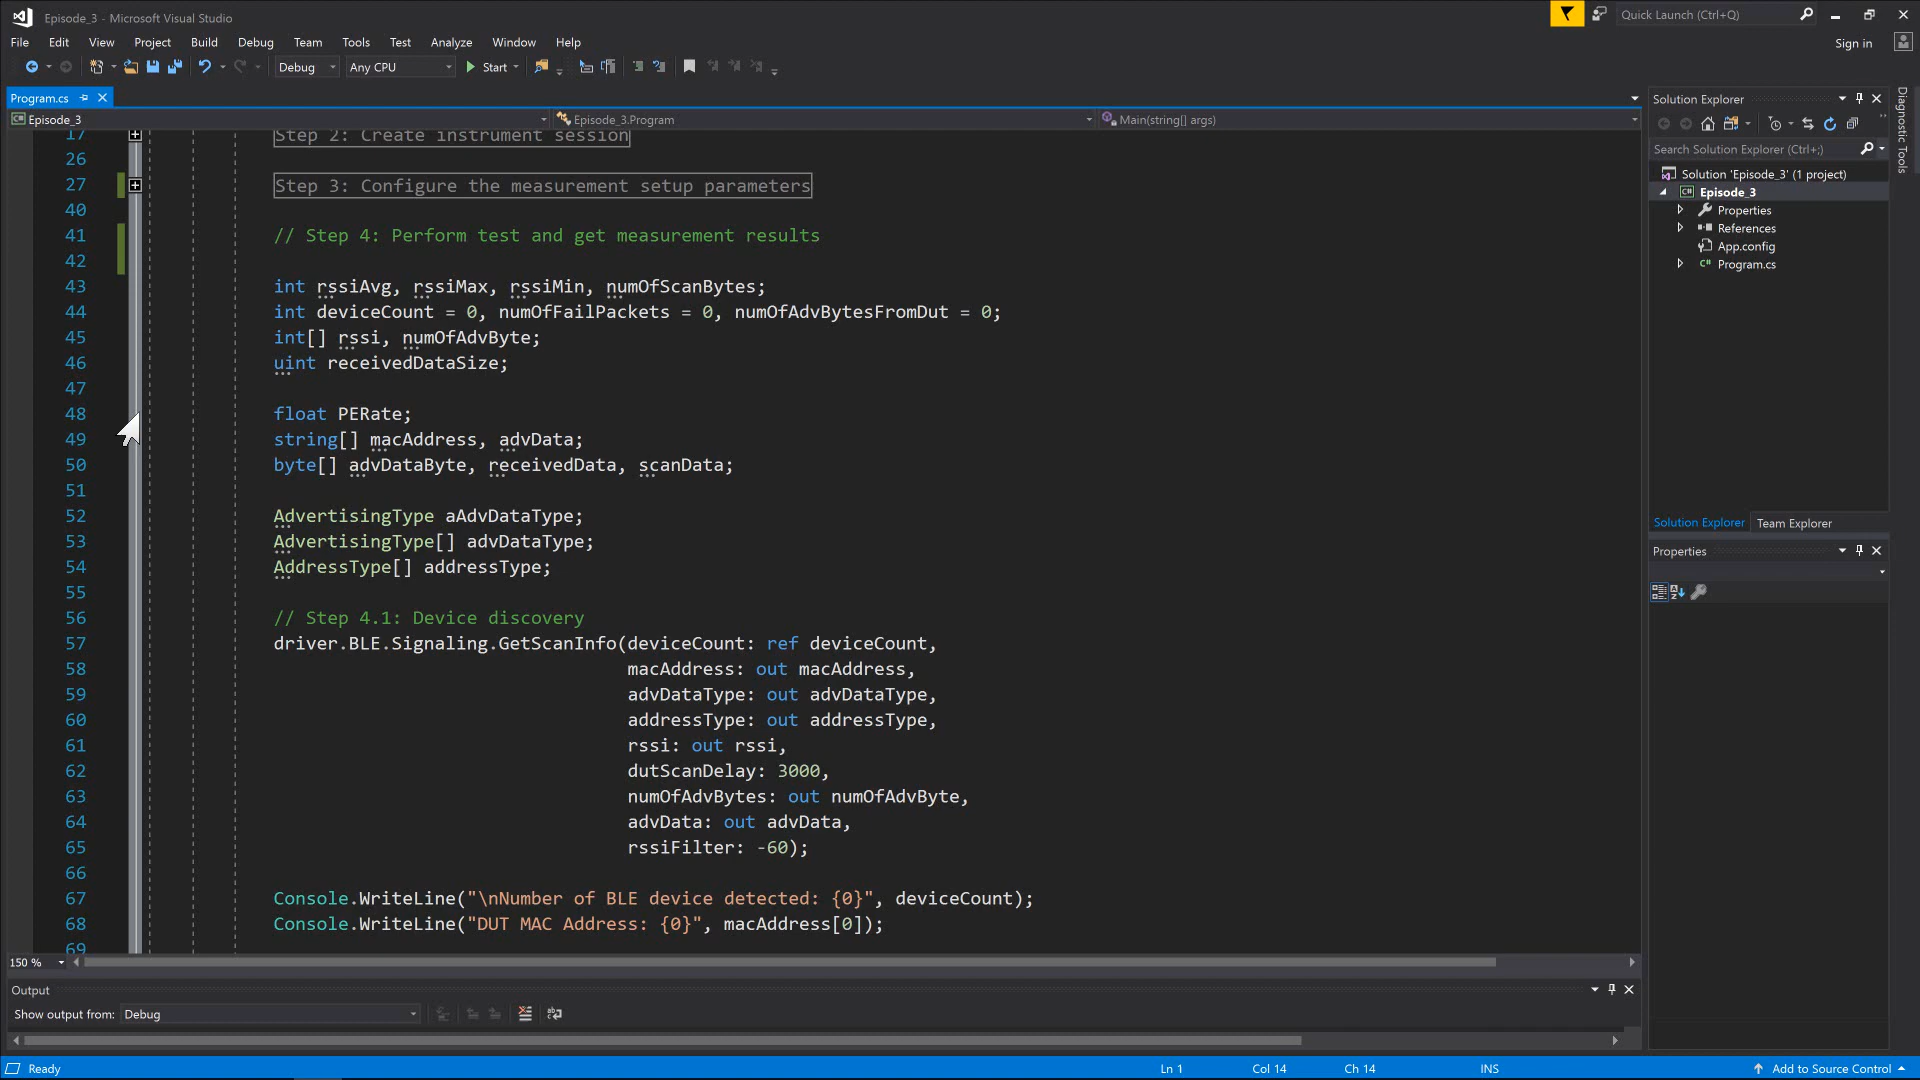 Episode_3 - Microsoft Visual Studio
Quick Launch (Ctrl+Q)
File Edit View Project Build Debug Team Tools Test Analyze Window Help
Sign in
Debug Any CPU Start
Program.cs
Episode_3 Episode_3.Program Main(string[] args)
17 Step 2: Create instrument session
26
27 Step 3: Configure the measurement setup parameters
40
41 // Step 4: Perform test and get measurement results
42
43 int rssiAvg, rssiMax, rssiMin, numOfScanBytes;
44 int deviceCount = 0, numOfFailPackets = 0, numOfAdvBytesFromDut = 0;
45 int[] rssi, numOfAdvByte;
46 uint receivedDataSize;
47
48 float PERate;
49 string[] macAddress, advData;
50 byte[] advDataByte, receivedData, scanData;
51
52 AdvertisingType aAdvDataType;
53 AdvertisingType[] advDataType;
54 AddressType[] addressType;
55
56 // Step 4.1: Device discovery
57 driver.BLE.Signaling.GetScanInfo(deviceCount: ref deviceCount,
58 macAddress: out macAddress,
59 advDataType: out advDataType,
60 addressType: out addressType,
61 rssi: out rssi,
62 dutScanDelay: 3000,
63 numOfAdvBytes: out numOfAdvByte,
64 advData: out advData,
65 rssiFilter: -60);
66
67 Console.WriteLine("\nNumber of BLE device detected: {0}", deviceCount);
68 Console.WriteLine("DUT MAC Address: {0}", macAddress[0]);
69
150 %
Output
Show output from: Debug
Ready Ln 1 Col 14 Ch 14 INS Add to Source Control
Solution Explorer
Search Solution Explorer (Ctrl+;)
Solution 'Episode_3' (1 project)
Episode_3
Properties
References
App.config
Program.cs
Solution Explorer Team Explorer
Properties
Diagnostic Tools